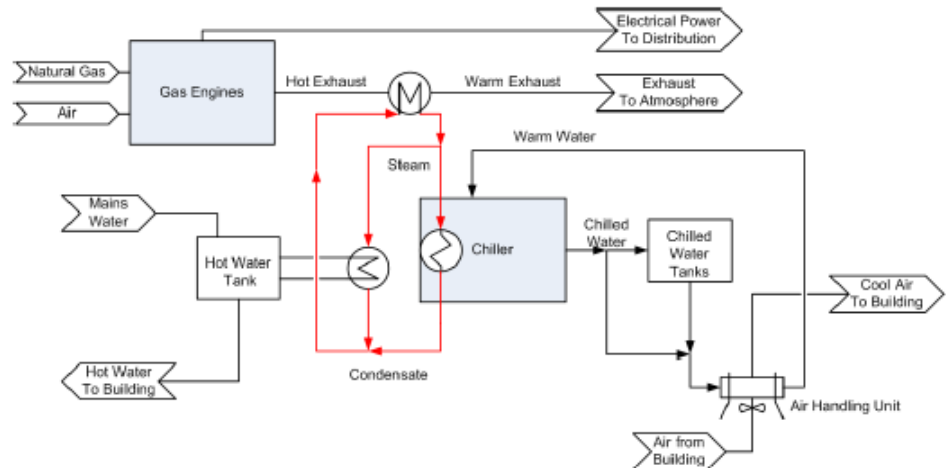 Electrical Power
To Distribution
Natural Gas
Gas Engines
Hot Exhaust
Warm Exhaust
Exhaust
To Atmosphere
Air
Warm Water
Steam
Mains
Water
Hot Water
Tank
Chiller
Chilled
Water
Chilled
Water
Tanks
Cool Air
To Building
Hot Water
To Building
Condensate
Air Handling Unit
Air from
Building